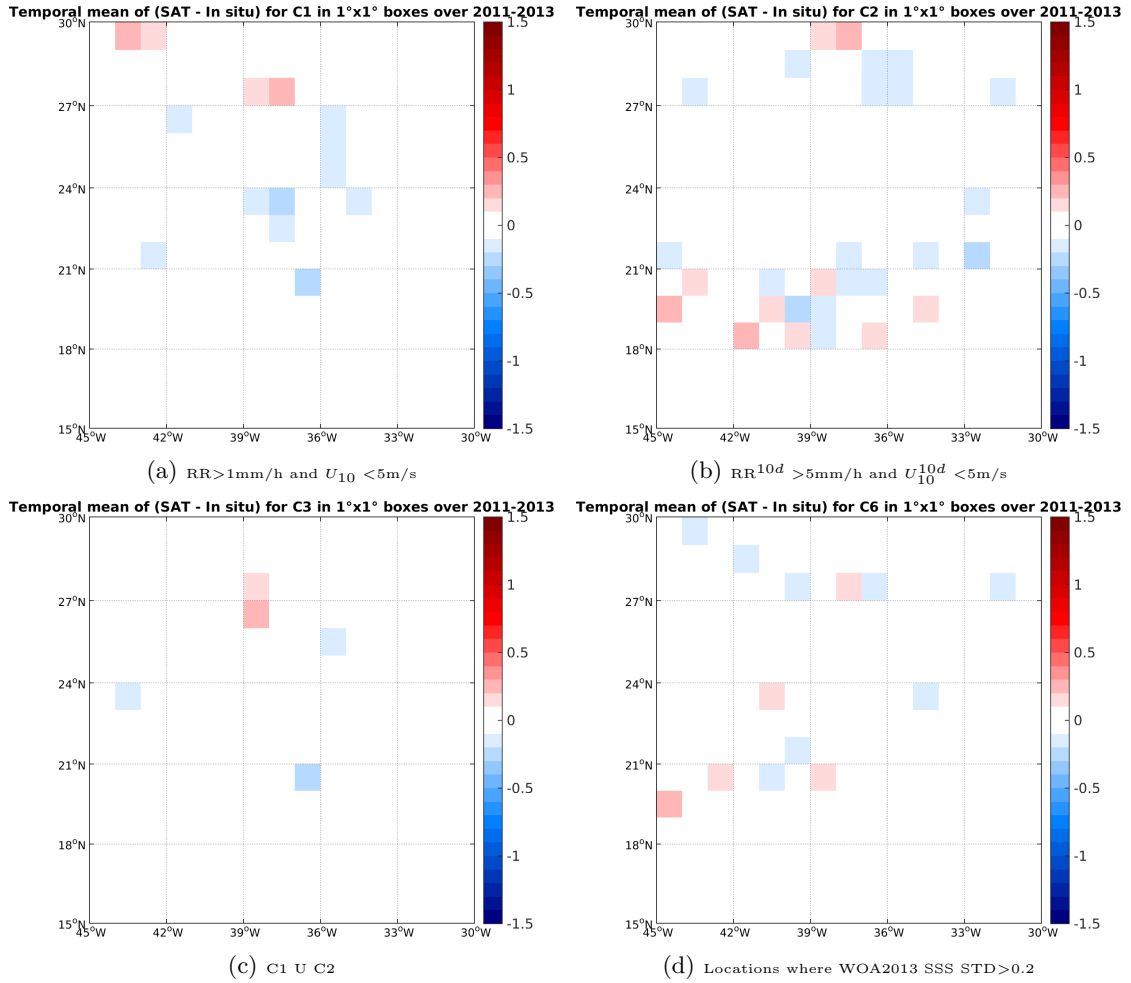 Temporal mean of (SAT - In situ) for C1 in 1°x1° boxes over 2011-2013
30°N
27°N
24°N
21°N
18°N
15°N
45°W 42°W 39°W 36°W 33°W 30°W
1.5
1
0.5
0
-0.5
-1
-1.5
(a) RR>1mm/h and U10 <5m/s
Temporal mean of (SAT - In situ) for C2 in 1°x1° boxes over 2011-2013
30°N
27°N
24°N
21°N
18°N
15°N
45°W 42°W 39°W 36°W 33°W 30°W
1.5
1
0.5
0
-0.5
-1
-1.5
(b) RR^10d >5mm/h and U10^10d <5m/s
Temporal mean of (SAT - In situ) for C3 in 1°x1° boxes over 2011-2013
30°N
27°N
24°N
21°N
18°N
15°N
45°W 42°W 39°W 36°W 33°W 30°W
1.5
1
0.5
0
-0.5
-1
-1.5
(c) C1 U C2
Temporal mean of (SAT - In situ) for C6 in 1°x1° boxes over 2011-2013
30°N
27°N
24°N
21°N
18°N
15°N
45°W 42°W 39°W 36°W 33°W 30°W
1.5
1
0.5
0
-0.5
-1
-1.5
(d) Locations where WOA2013 SSS STD>0.2